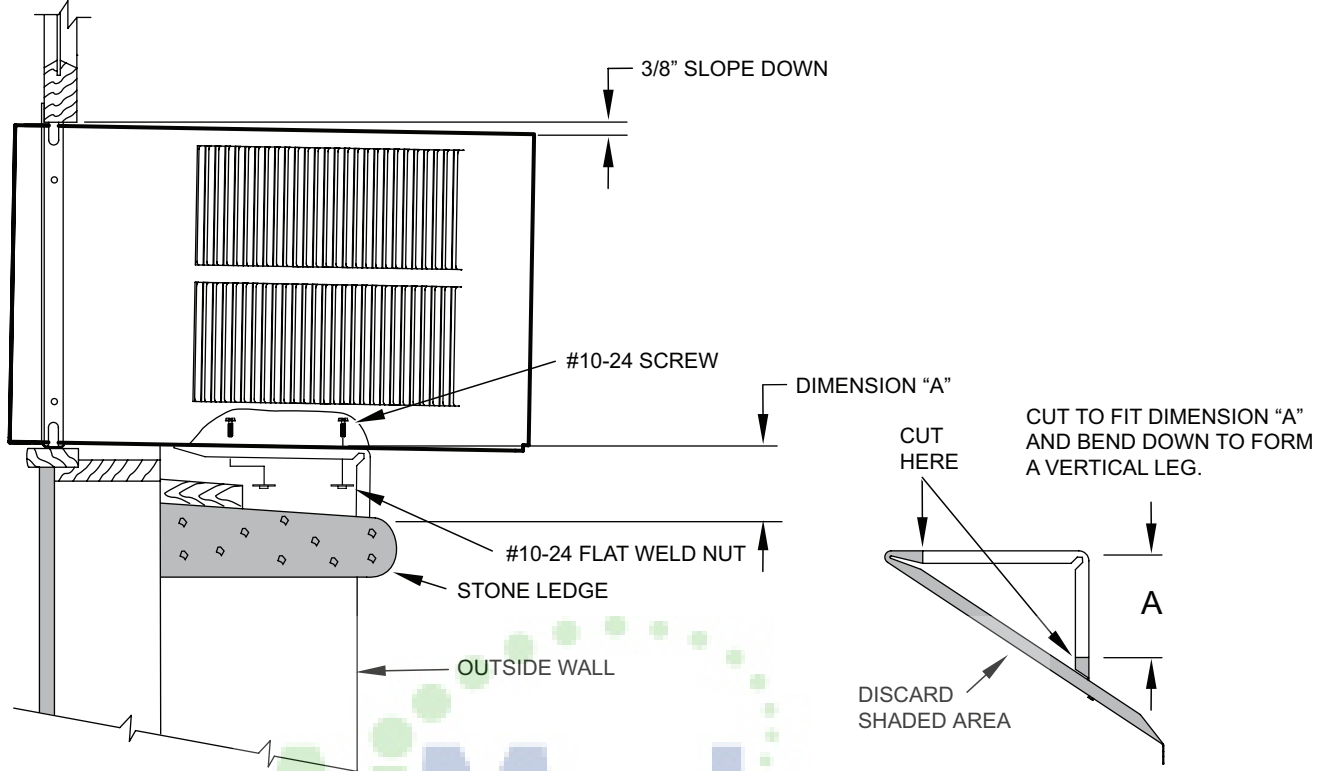 3/8” SLOPE DOWN
#10-24 SCREW
DIMENSION “A”
CUT TO FIT DIMENSION “A”
AND BEND DOWN TO FORM
A VERTICAL LEG.
CUT
HERE
#10-24 FLAT WELD NUT
STONE LEDGE
A
OUTSIDE WALL
DISCARD
SHADED AREA